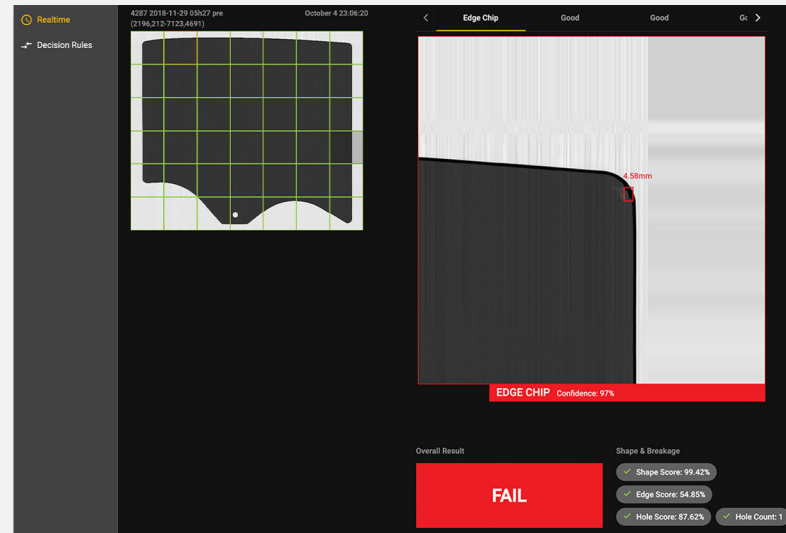 Realtime
Decision Rules
4287 2018-11-29 05h27 pre
October 4 23:06:20
(2196,212-7123,4691)
Edge Chip
Good
Good
4.58mm
EDGE CHIP Confidence: 97%
Overall Result
FAIL
Shape & Breakage
Shape Score: 99.42%
Edge Score: 54.85%
Hole Score: 87.62%
Hole Count: 1